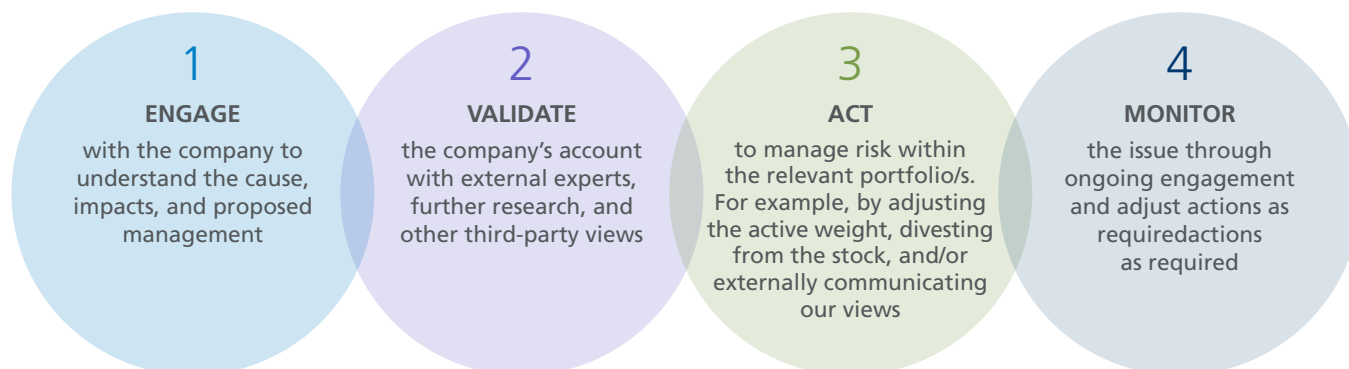 1
ENGAGE
with the company to
understand the cause,
impacts, and proposed
management
2
VALIDATE
the company’s account
with external experts,
further research, and
other third-party views
3
ACT
to manage risk within
the relevant portfolio/s.
For example, by adjusting
the active weight, divesting
from the stock, and/or
externally communicating
our views
4
MONITOR
the issue through
ongoing engagement
and adjust actions as
requiredactions
as required